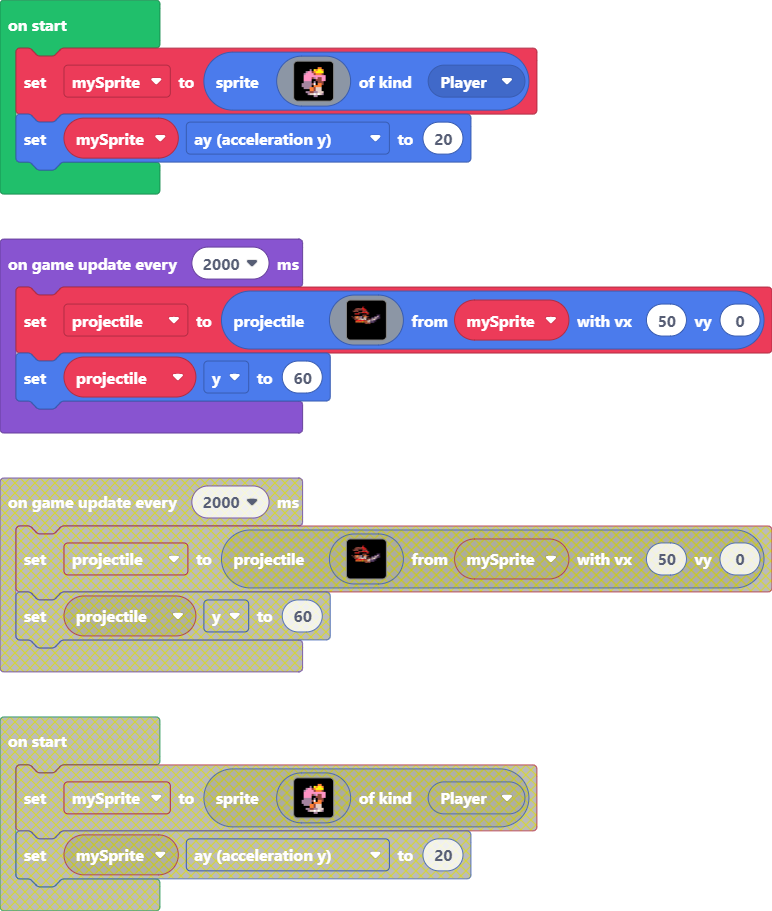 on start
set mySprite to sprite of kind Player
set mySprite ay (acceleration y) to 20
on game update every 2000 ms
set projectile to projectile from mySprite with vx 50 vy 0
set projectile y to 60
on game update every 2000 ms
set projectile to projectile from mySprite with vx 50 vy 0
set projectile y to 60
on start
set mySprite to sprite of kind Player
set mySprite ay (acceleration y) to 20